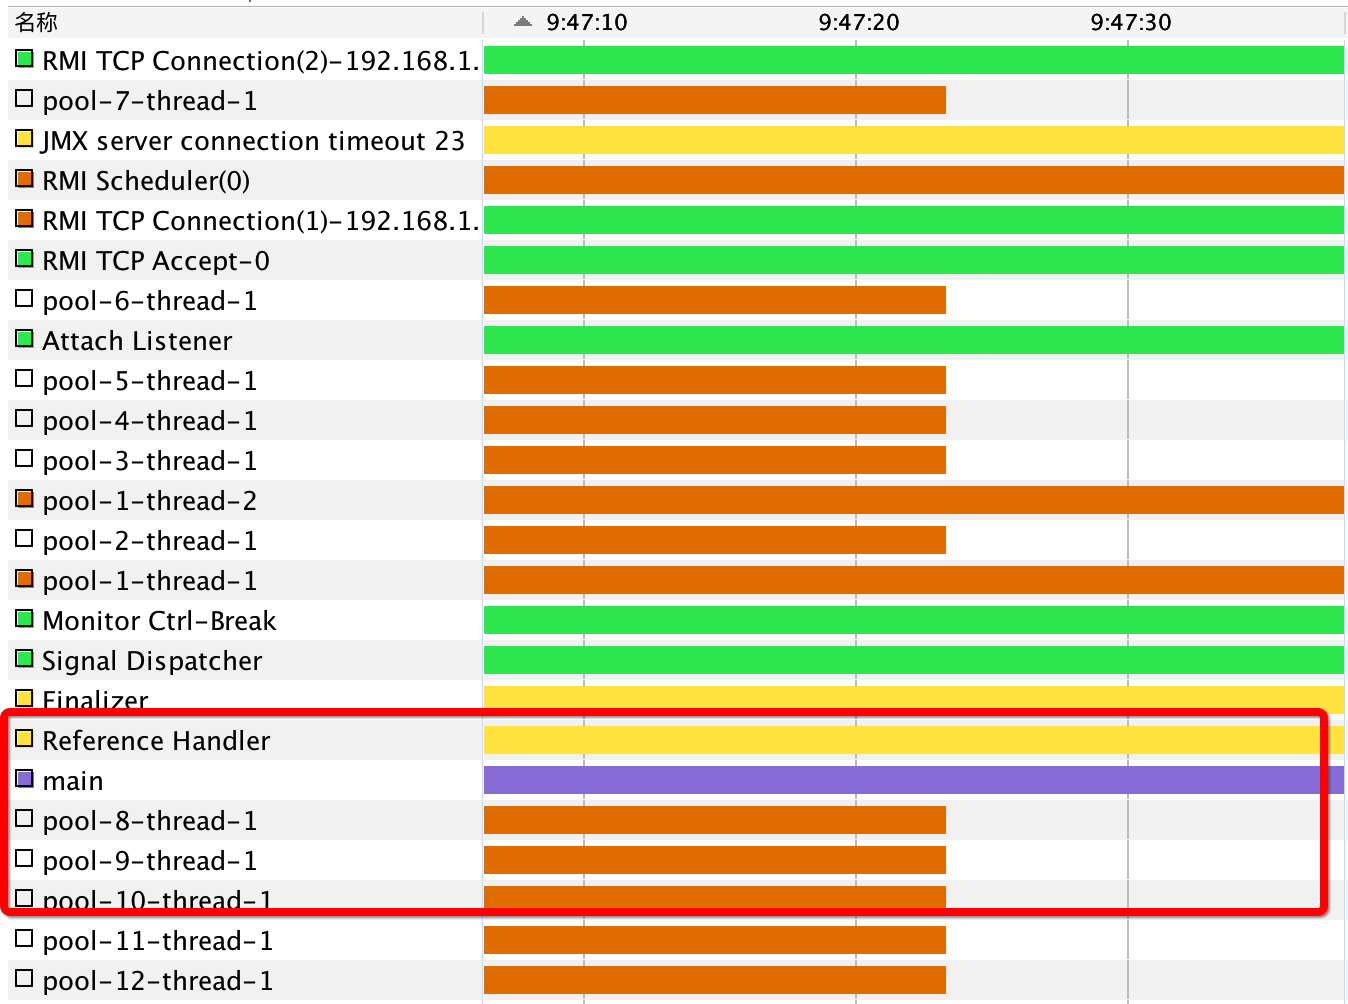 名称 9:47:10 9:47:20 9:47:30
RMI TCP Connection(2)-192.168.1.
pool-7-thread-1
JMX server connection timeout 23
RMI Scheduler(0)
RMI TCP Connection(1)-192.168.1.
RMI TCP Accept-0
pool-6-thread-1
Attach Listener
pool-5-thread-1
pool-4-thread-1
pool-3-thread-1
pool-1-thread-2
pool-2-thread-1
pool-1-thread-1
Monitor Ctrl-Break
Signal Dispatcher
Finalizer
Reference Handler
main
pool-8-thread-1
pool-9-thread-1
pool-10-thread-1
pool-11-thread-1
pool-12-thread-1